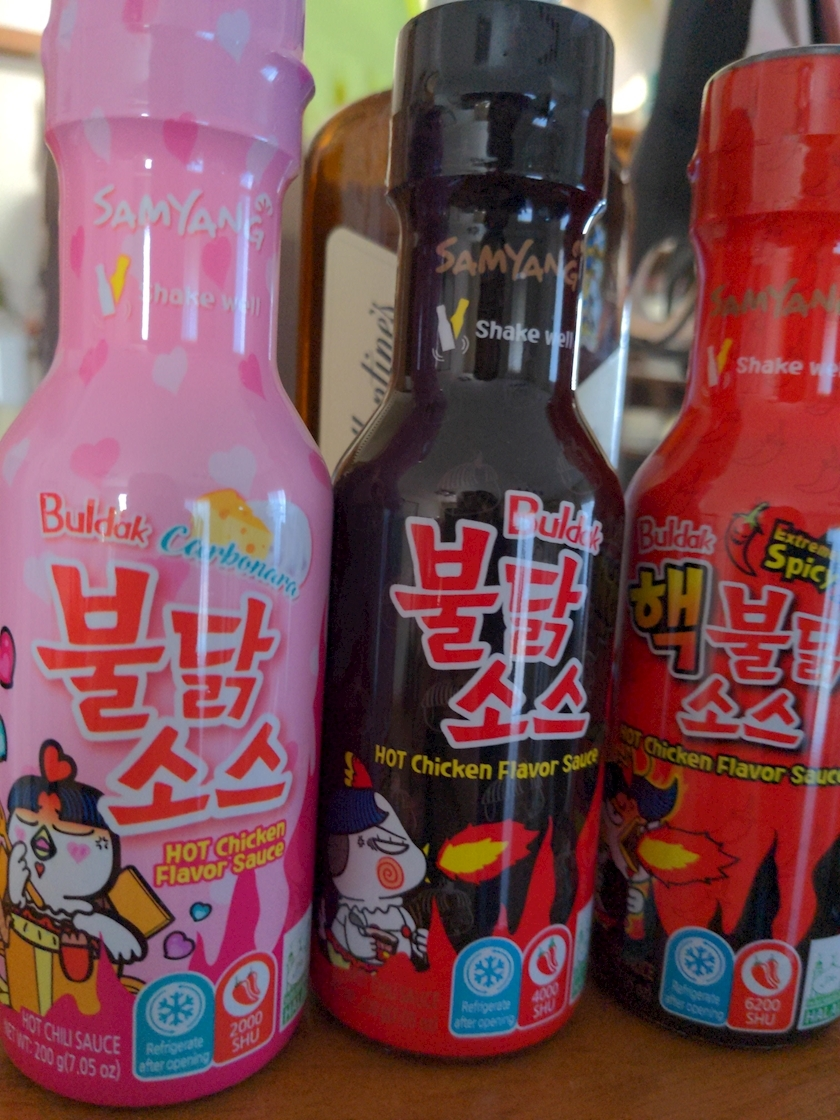 SAMYANG
Shake well
Buldak
Carbonara
불닭
소스
HOT Chicken
Flavor Sauce
HOT CHILI SAUCE
NET WT: 200 g(7.05 oz)
Refrigerate
after opening
2000
SHU
SAMYANG
Shake well
Buldak
불닭
소스
HOT Chicken Flavor Sauce
Refrigerate
after opening
4000
SHU
SAMYANG
Shake we
Buldak
Extreme
Spicy
핵불닭
소스
HOT Chicken Flavor Sauce
Refrigerate
after opening
6200
SHU
HALA